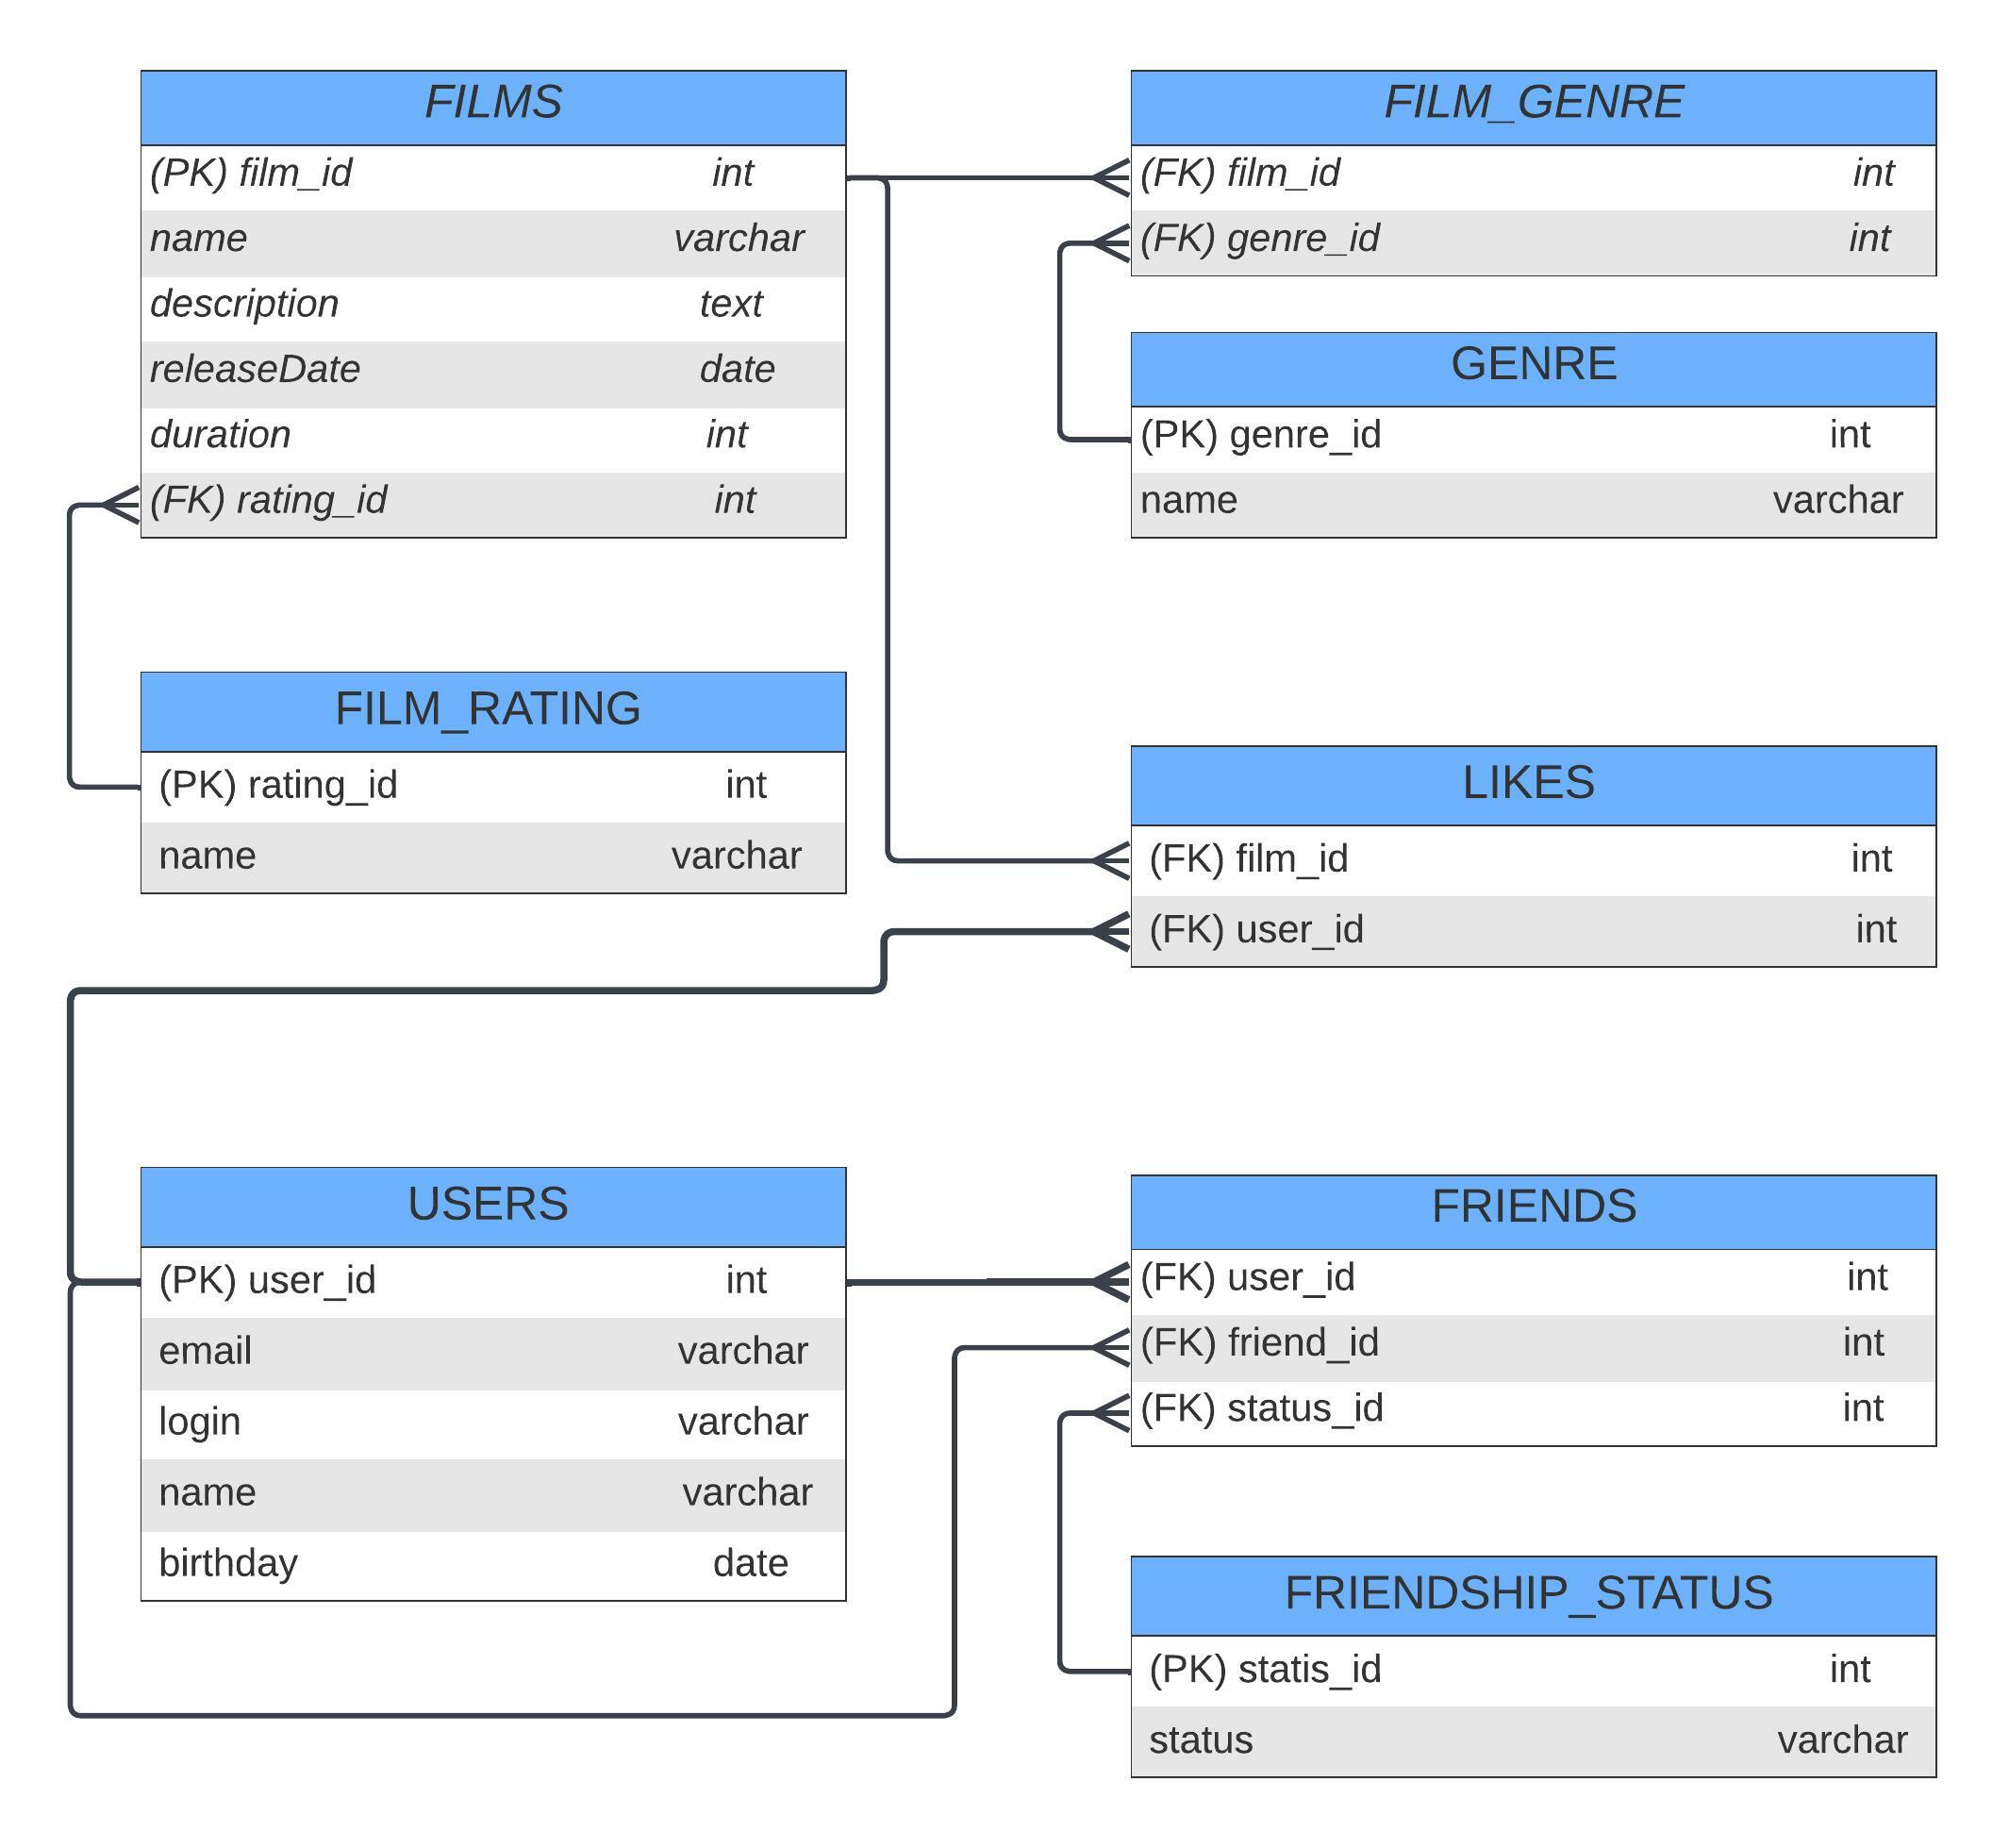 FILMS
(PK) film_id int
name varchar
description text
releaseDate date
duration int
(FK) rating_id int
FILM_GENRE
(FK) film_id int
(FK) genre_id int
GENRE
(PK) genre_id int
name varchar
FILM_RATING
(PK) rating_id int
name varchar
LIKES
(FK) film_id int
(FK) user_id int
USERS
(PK) user_id int
email varchar
login varchar
name varchar
birthday date
FRIENDS
(FK) user_id int
(FK) friend_id int
(FK) status_id int
FRIENDSHIP_STATUS
(PK) statis_id int
status varchar